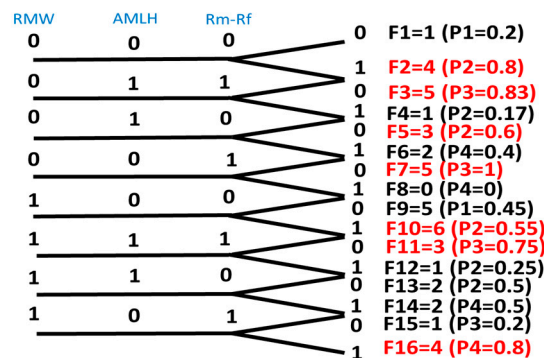 RMW AMLH Rm-Rf
0 0 0 0 F1=1 (P1=0.2)
1 F2=4 (P2=0.8)
0 1 1 0 F3=5 (P3=0.83)
1 F4=1 (P2=0.17)
0 1 0 0 F5=3 (P2=0.6)
1 F6=2 (P4=0.4)
0 0 1 0 F7=5 (P3=1)
1 F8=0 (P4=0)
1 0 0 0 F9=5 (P1=0.45)
1 F10=6 (P2=0.55)
1 1 1 0 F11=3 (P3=0.75)
1 F12=1 (P2=0.25)
1 1 0 0 F13=2 (P2=0.5)
1 F14=2 (P4=0.5)
1 0 1 0 F15=1 (P3=0.2)
1 F16=4 (P4=0.8)